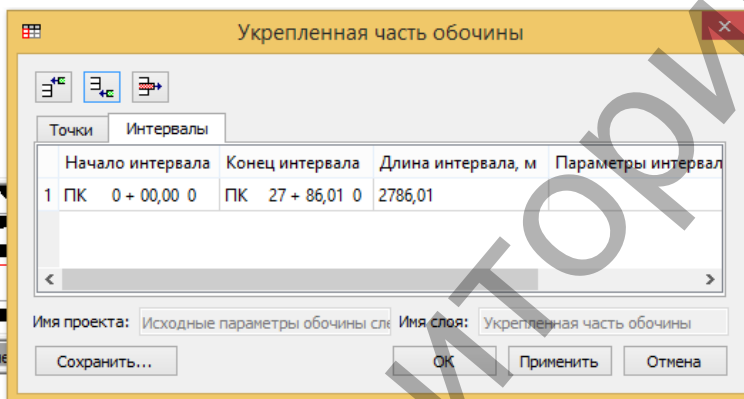 Укрепленная часть обочины
Точки Интервалы
Начало интервала Конец интервала Длина интервала, м Параметры интервал
1 ПК 0 + 00,00 0 ПК 27 + 86,01 0 2786,01
Имя проекта: Исходные параметры обочины сле Имя слоя: Укрепленная часть обочины
Сохранить... ОК Применить Отмена